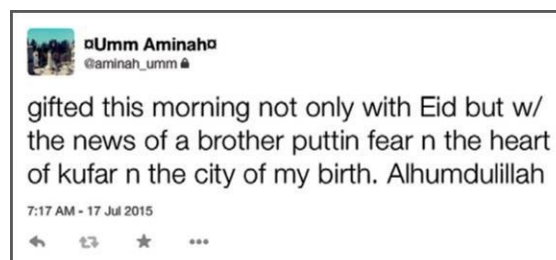 ¤Umm Aminah¤
@aminah_umm
gifted this morning not only with Eid but w/
the news of a brother puttin fear n the heart
of kufar n the city of my birth. Alhumdulillah
7:17 AM - 17 Jul 2015